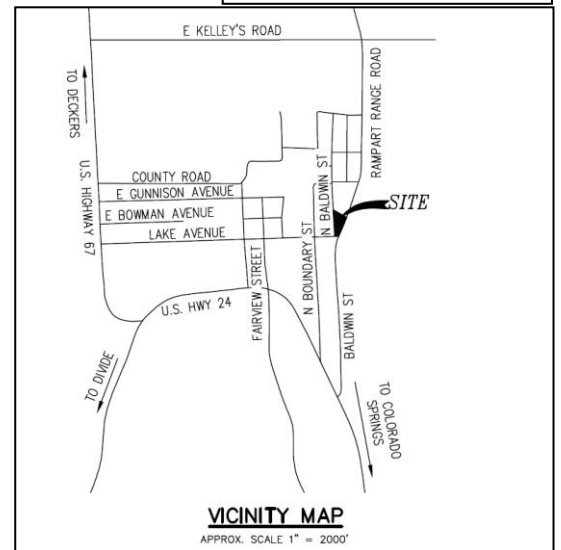 E KELLEY'S ROAD
TO DECKERS
RAMPART RANGE ROAD
U.S. HIGHWAY 67
COUNTY ROAD
E GUNNISON AVENUE
N BALDWIN ST
SITE
E BOWMAN AVENUE
LAKE AVENUE
N BOUNDARY ST
FAIRVIEW STREET
U.S. HWY 24
BALDWIN ST
TO DIVIDE
TO COLORADO
SPRINGS
VICINITY MAP
APPROX. SCALE 1" = 2000'